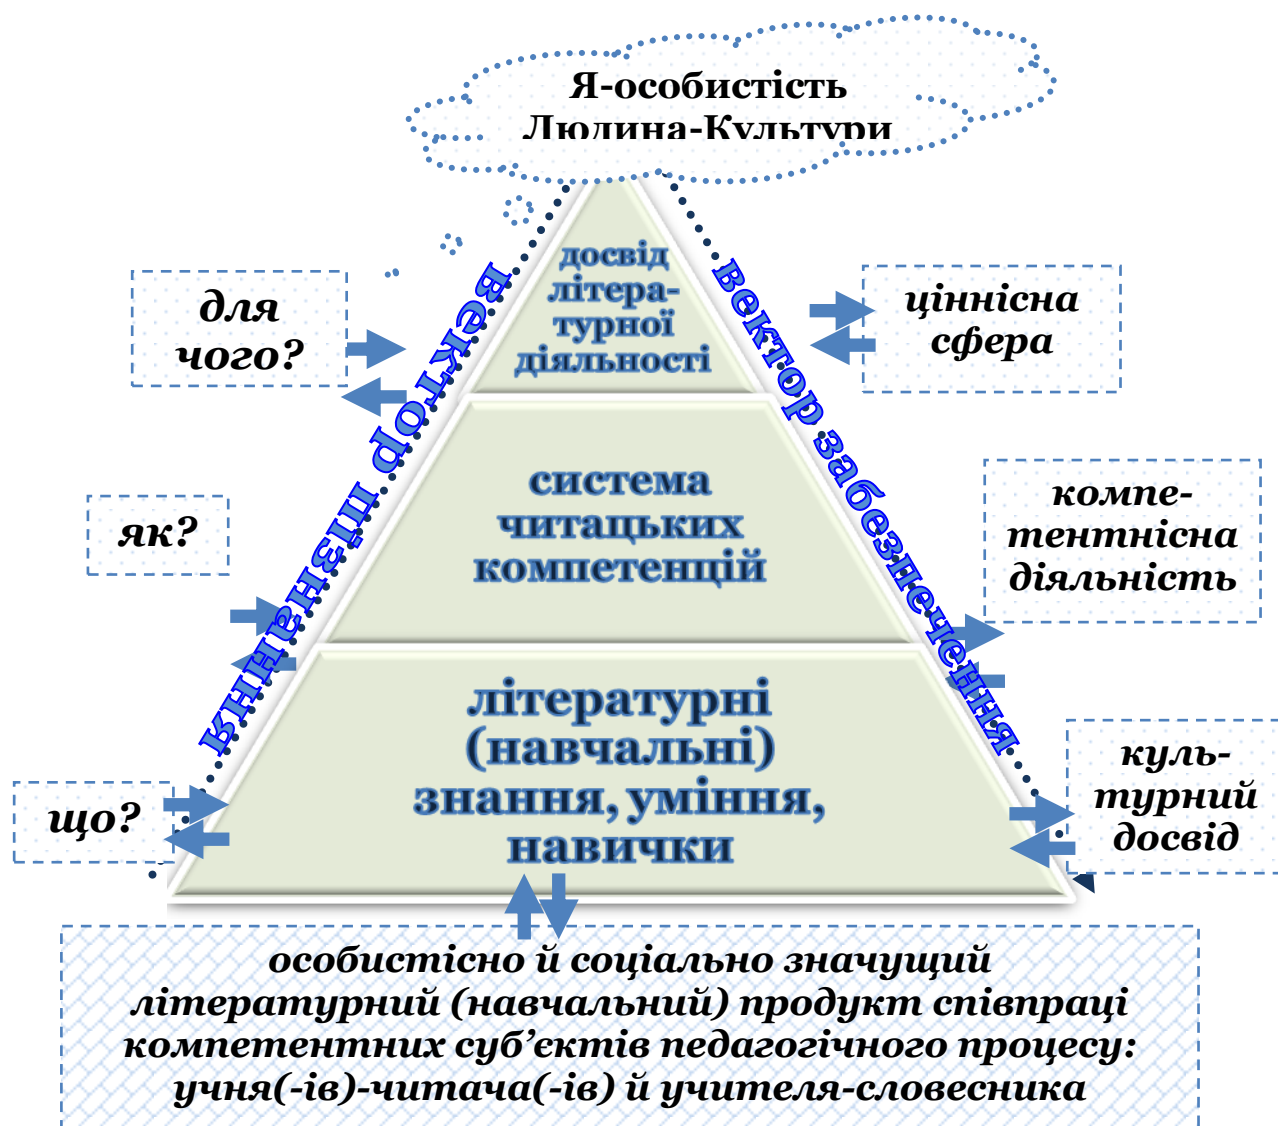 Я-особистість
Людина-Культури
досвід
літера-
турної
діяльності
для
чого?
вектор пізнання
вектор забезпечення
ціннісна
сфера
система
читацьких
компетенцій
як?
компе-
тентнісна
діяльність
літературні
(навчальні)
знання, уміння,
навички
що?
куль-
турний
досвід
особистісно й соціально значущий
літературний (навчальний) продукт співпраці
компетентних суб’єктів педагогічного процесу:
учня(-ів)-читача(-ів) й учителя-словесника